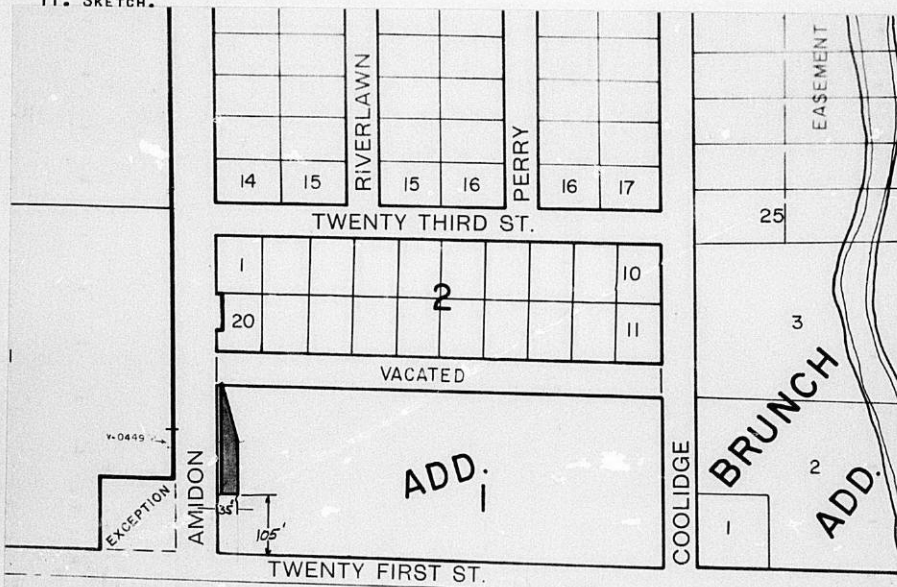 11. SKETCH.
RIVERLAWN
PERRY
EASEMENT
14
15
15
16
16
17
25
TWENTY THIRD ST.
1
10
2
20
11
3
VACATED
V-0449
AMIDON
EXCEPTION
35'
105'
ADD.
1
COOLIDGE
BRUNCH
ADD.
2
1
TWENTY FIRST ST.